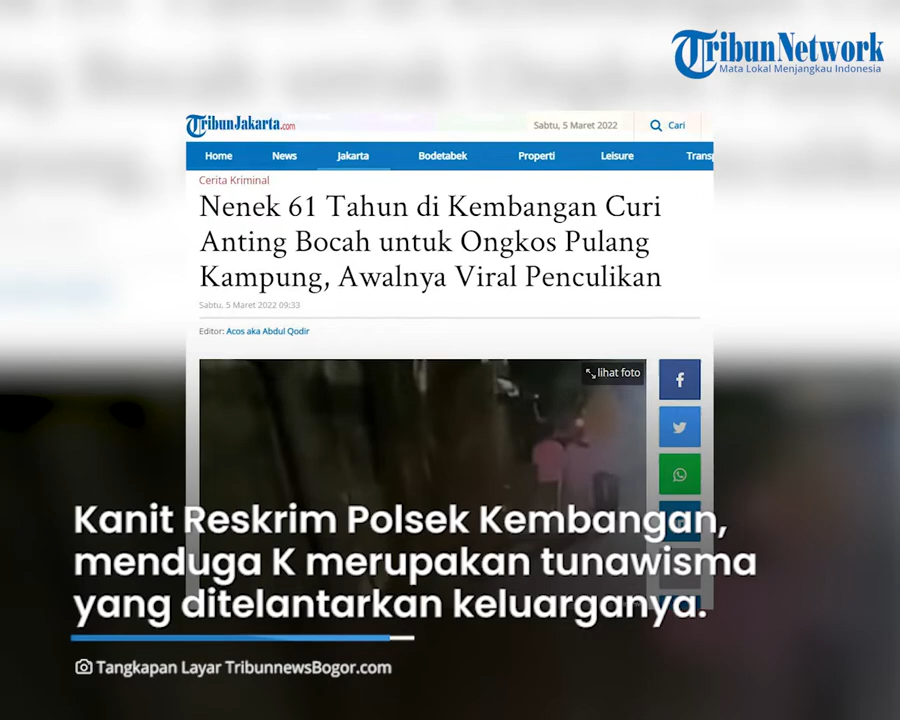 TribunNetwork
Mata Lokal Menjangkau Indonesia
TribunJakarta.com
Sabtu, 5 Maret 2022
Cari
Home News Jakarta Bodetabek Properti Leisure Transp
Cerita Kriminal
Nenek 61 Tahun di Kembangan Curi
Anting Bocah untuk Ongkos Pulang
Kampung, Awalnya Viral Penculikan
Sabtu, 5 Maret 2022 09:33
Editor: Acos aka Abdul Qodir
lihat foto
Kanit Reskrim Polsek Kembangan,
menduga K merupakan tunawisma
yang ditelantarkan keluarganya.
Tangkapan Layar TribunnewsBogor.com